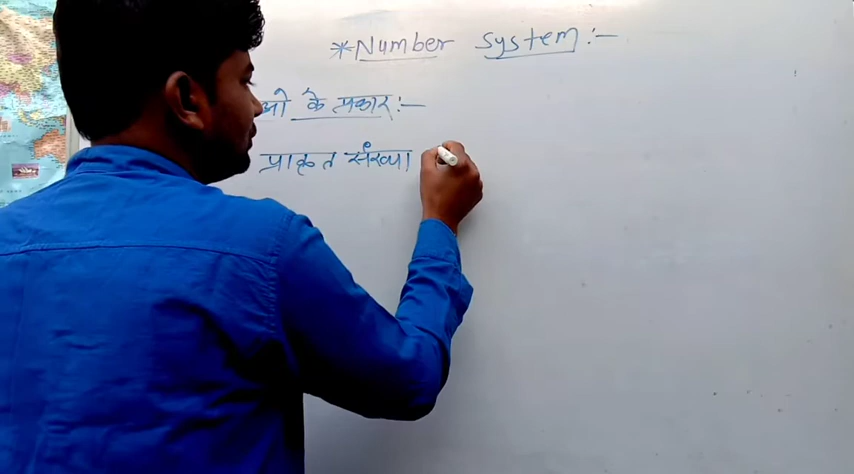 *Number System:-
ओ के प्रकार:-
प्राकृत संख्या